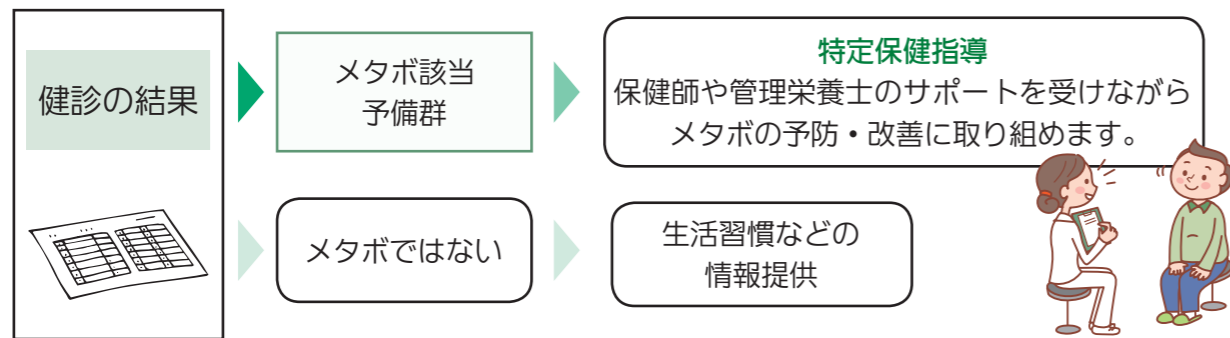 健診の結果
メタボ該当
予備群
特定保健指導
保健師や管理栄養士のサポートを受けながら
メタボの予防・改善に取り組めます。
メタボではない
生活習慣などの
情報提供